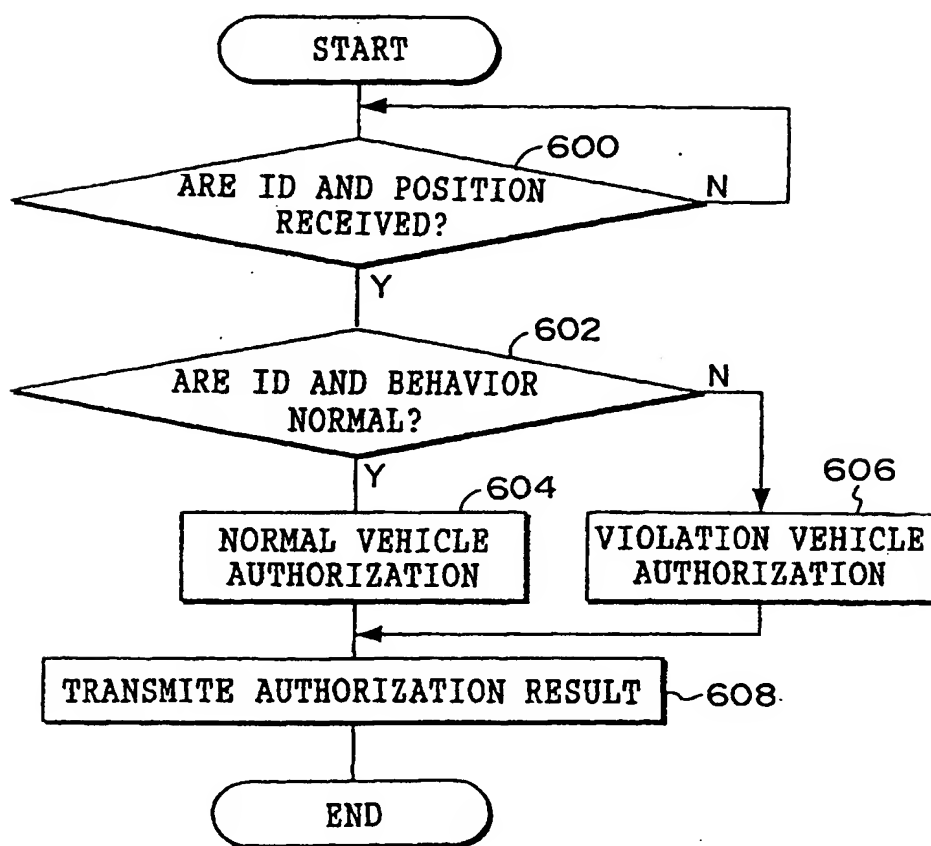 START
600
ARE ID AND POSITION
RECEIVED?
N
Y
602
ARE ID AND BEHAVIOR
NORMAL?
N
Y
604
NORMAL VEHICLE
AUTHORIZATION
606
VIOLATION VEHICLE
AUTHORIZATION
TRANSMITE AUTHORIZATION RESULT
608
END